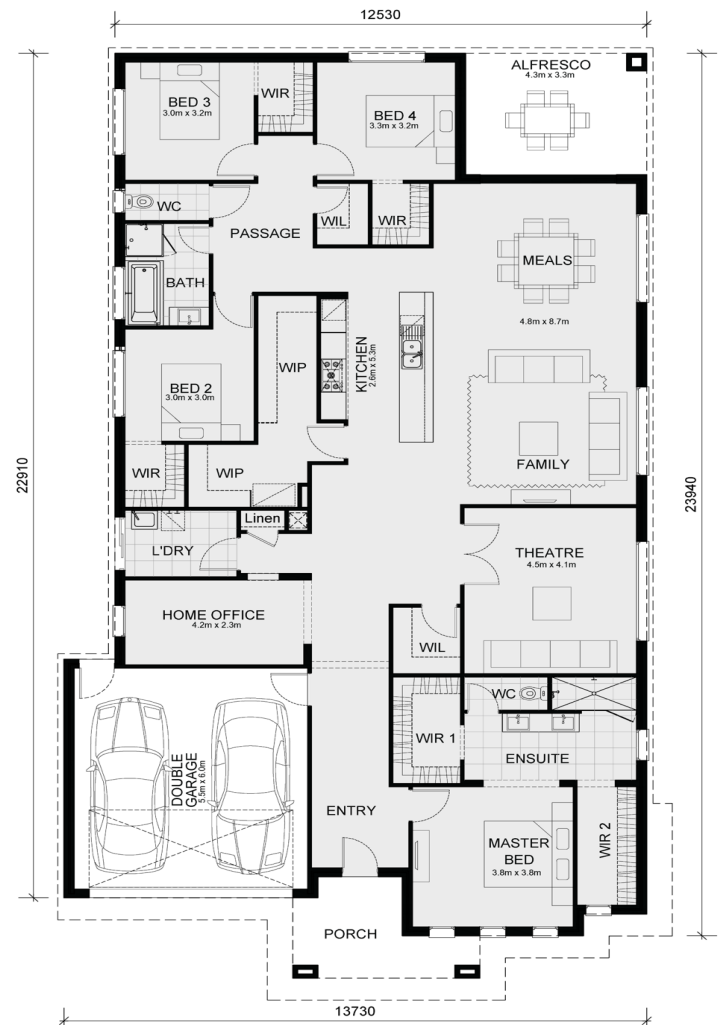 12530
ALFRESCO
4.3m x 3.3m
BED 3
3.0m x 3.2m
WIR
BED 4
3.3m x 3.2m
WC
WIL
WIR
PASSAGE
BATH
MEALS
4.8m x 8.7m
KITCHEN
2.6m x 5.3m
WIP
BED 2
3.0m x 3.0m
FAMILY
WIR
WIP
22910
23940
Linen
L'DRY
THEATRE
4.5m x 4.1m
HOME OFFICE
4.2m x 2.3m
WIL
WC
WIR 1
ENSUITE
DOUBLE
GARAGE
5.5m x 6.0m
ENTRY
MASTER
BED
3.8m x 3.8m
WIR 2
PORCH
13730